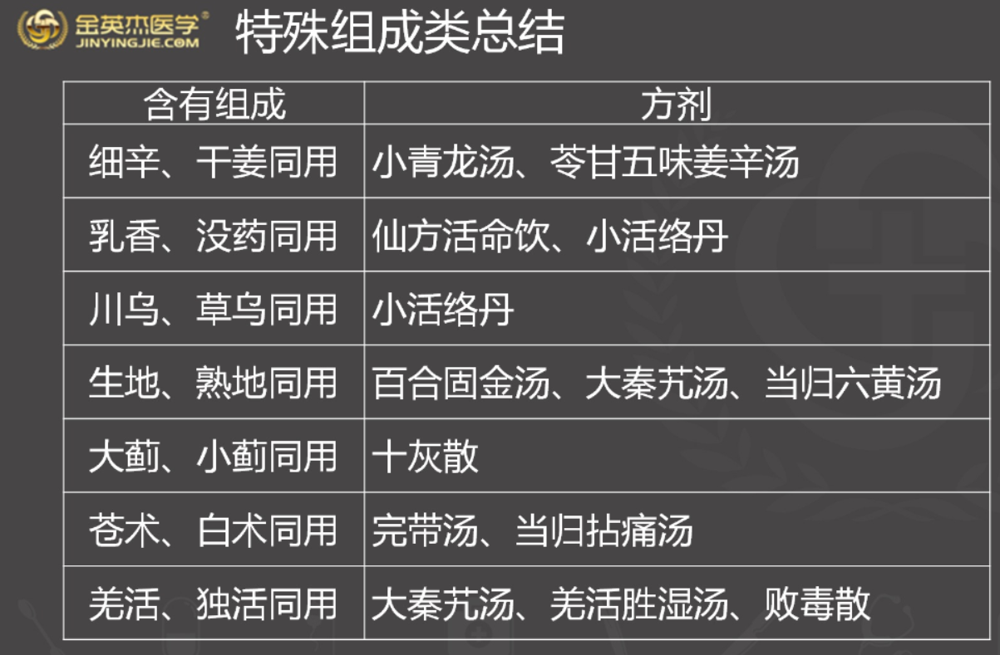 金英杰医学®
JINYINGJIE.COM
特殊组成类总结
含有组成 方剂
细辛、干姜同用 小青龙汤、苓甘五味姜辛汤
乳香、没药同用 仙方活命饮、小活络丹
川乌、草乌同用 小活络丹
生地、熟地同用 百合固金汤、大秦艽汤、当归六黄汤
大蓟、小蓟同用 十灰散
苍术、白术同用 完带汤、当归拈痛汤
羌活、独活同用 大秦艽汤、羌活胜湿汤、败毒散